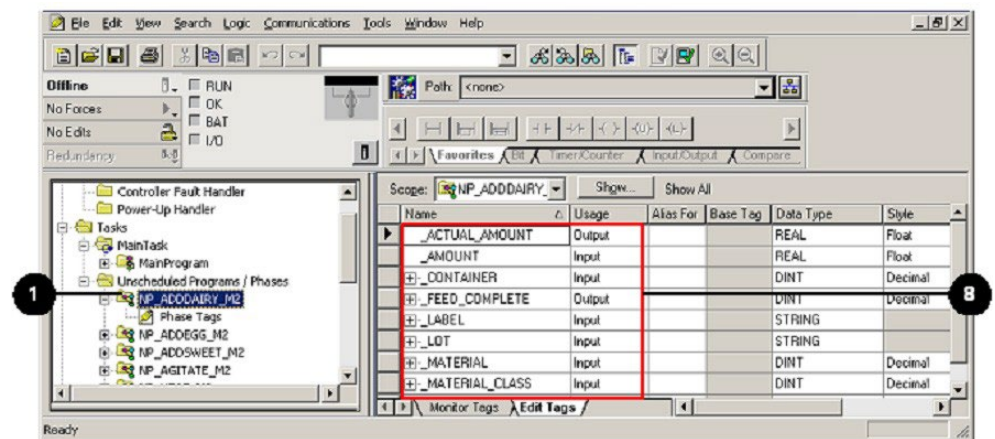 File Edit View Search Logic Communications Tools Window Help
Offline
RUN
No Forces
OK
No Edits
BAT
Redundancy
I/O
Path: <none>
Favorites Bit Timer/Counter Input/Output Compare
Controller Fault Handler
Power-Up Handler
Tasks
MainTask
MainProgram
Unscheduled Programs / Phases
NP_ADDDAIRY_M2
Phase Tags
NP_ADDEGG_M2
NP_ADDSWEET_M2
NP_AGITATE_M2
1
Scope: NP_ADDDAIRY_ Show... Show All
Name Usage Alias For Base Tag Data Type Style
_ACTUAL_AMOUNT Output REAL Float
_AMOUNT Input REAL Float
_CONTAINER Input DINT Decimal
_FEED_COMPLETE Output DINT Decimal
_LABEL Input STRING
_LOT Input STRING
_MATERIAL Input DINT Decimal
_MATERIAL_CLASS Input DINT Decimal
8
Monitor Tags Edit Tags
Ready